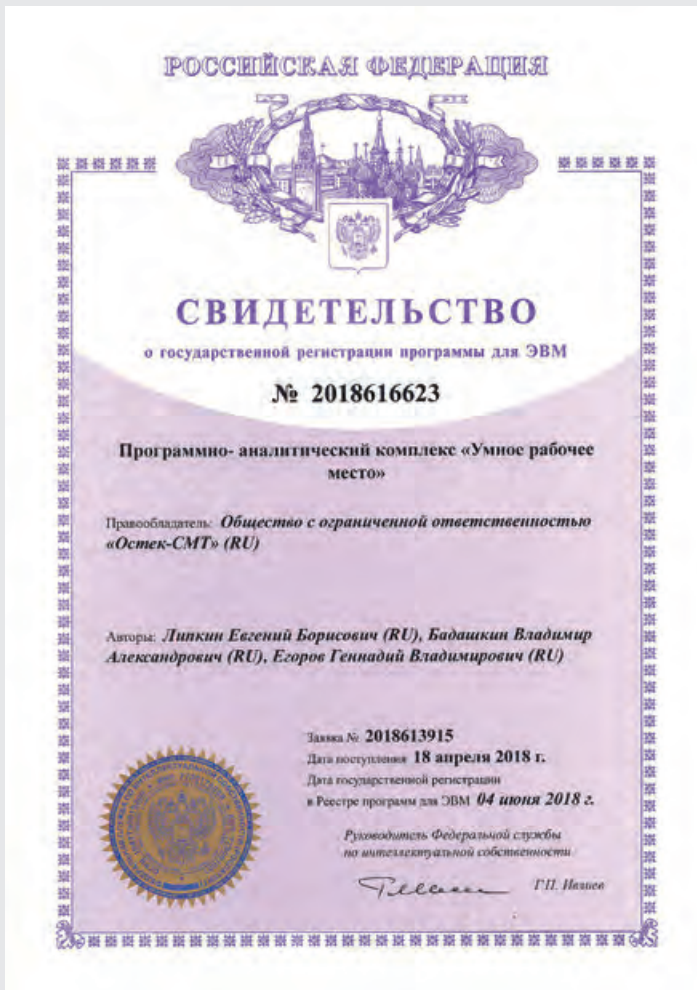 РОССИЙСКАЯ ФЕДЕРАЦИЯ
СВИДЕТЕЛЬСТВО
о государственной регистрации программы для ЭВМ
№ 2018616623
Программно- аналитический комплекс «Умное рабочее
место»
Правообладатель: Общество с ограниченной ответственностью
«Остек-СМТ» (RU)
Авторы: Липкин Евгений Борисович (RU), Бадашкин Владимир
Александрович (RU), Егоров Геннадий Владимирович (RU)
Заявка № 2018613915
Дата поступления 18 апреля 2018 г.
Дата государственной регистрации
в Реестре программ для ЭВМ 04 июня 2018 г.
Руководитель Федеральной службы
по интеллектуальной собственности
Г.П. Ивлиев